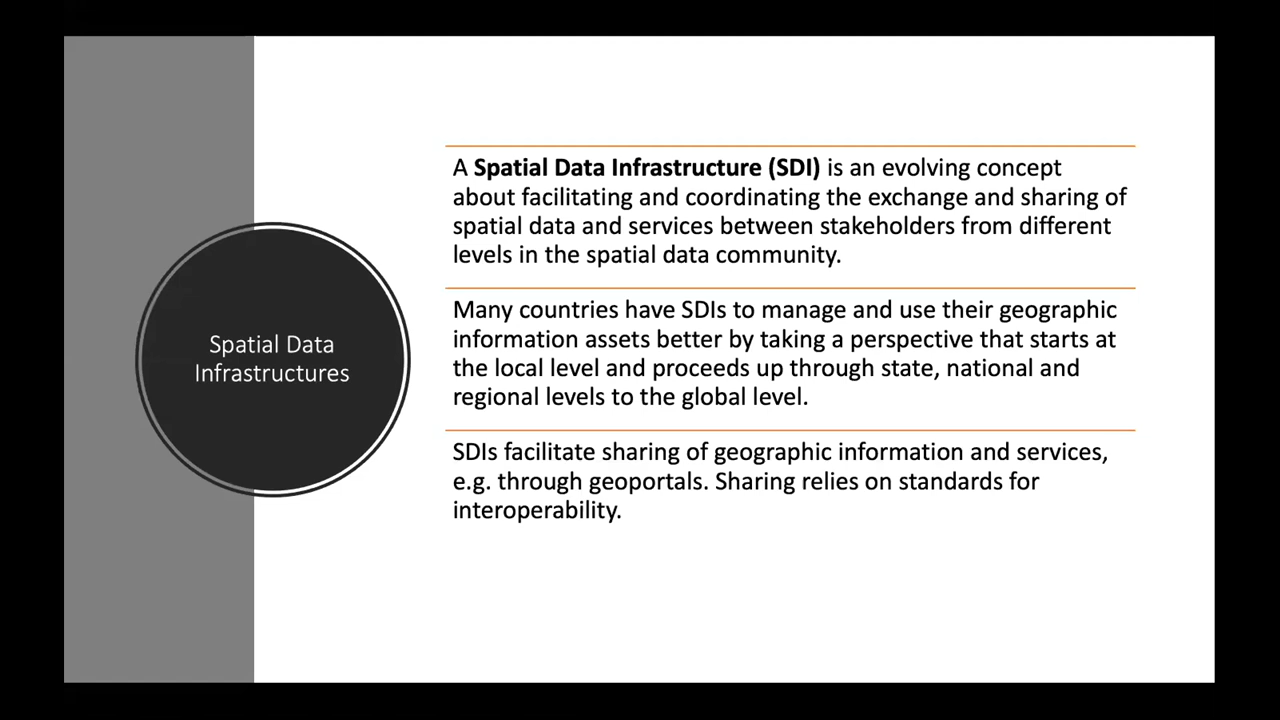 Spatial Data
Infrastructures
A Spatial Data Infrastructure (SDI) is an evolving concept
about facilitating and coordinating the exchange and sharing of
spatial data and services between stakeholders from different
levels in the spatial data community.
Many countries have SDIs to manage and use their geographic
information assets better by taking a perspective that starts at
the local level and proceeds up through state, national and
regional levels to the global level.
SDIs facilitate sharing of geographic information and services,
e.g. through geoportals. Sharing relies on standards for
interoperability.